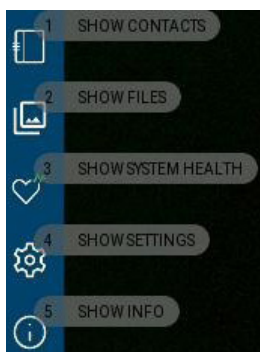 1 SHOW CONTACTS
2 SHOW FILES
3 SHOW SYSTEM HEALTH
4 SHOW SETTINGS
5 SHOW INFO